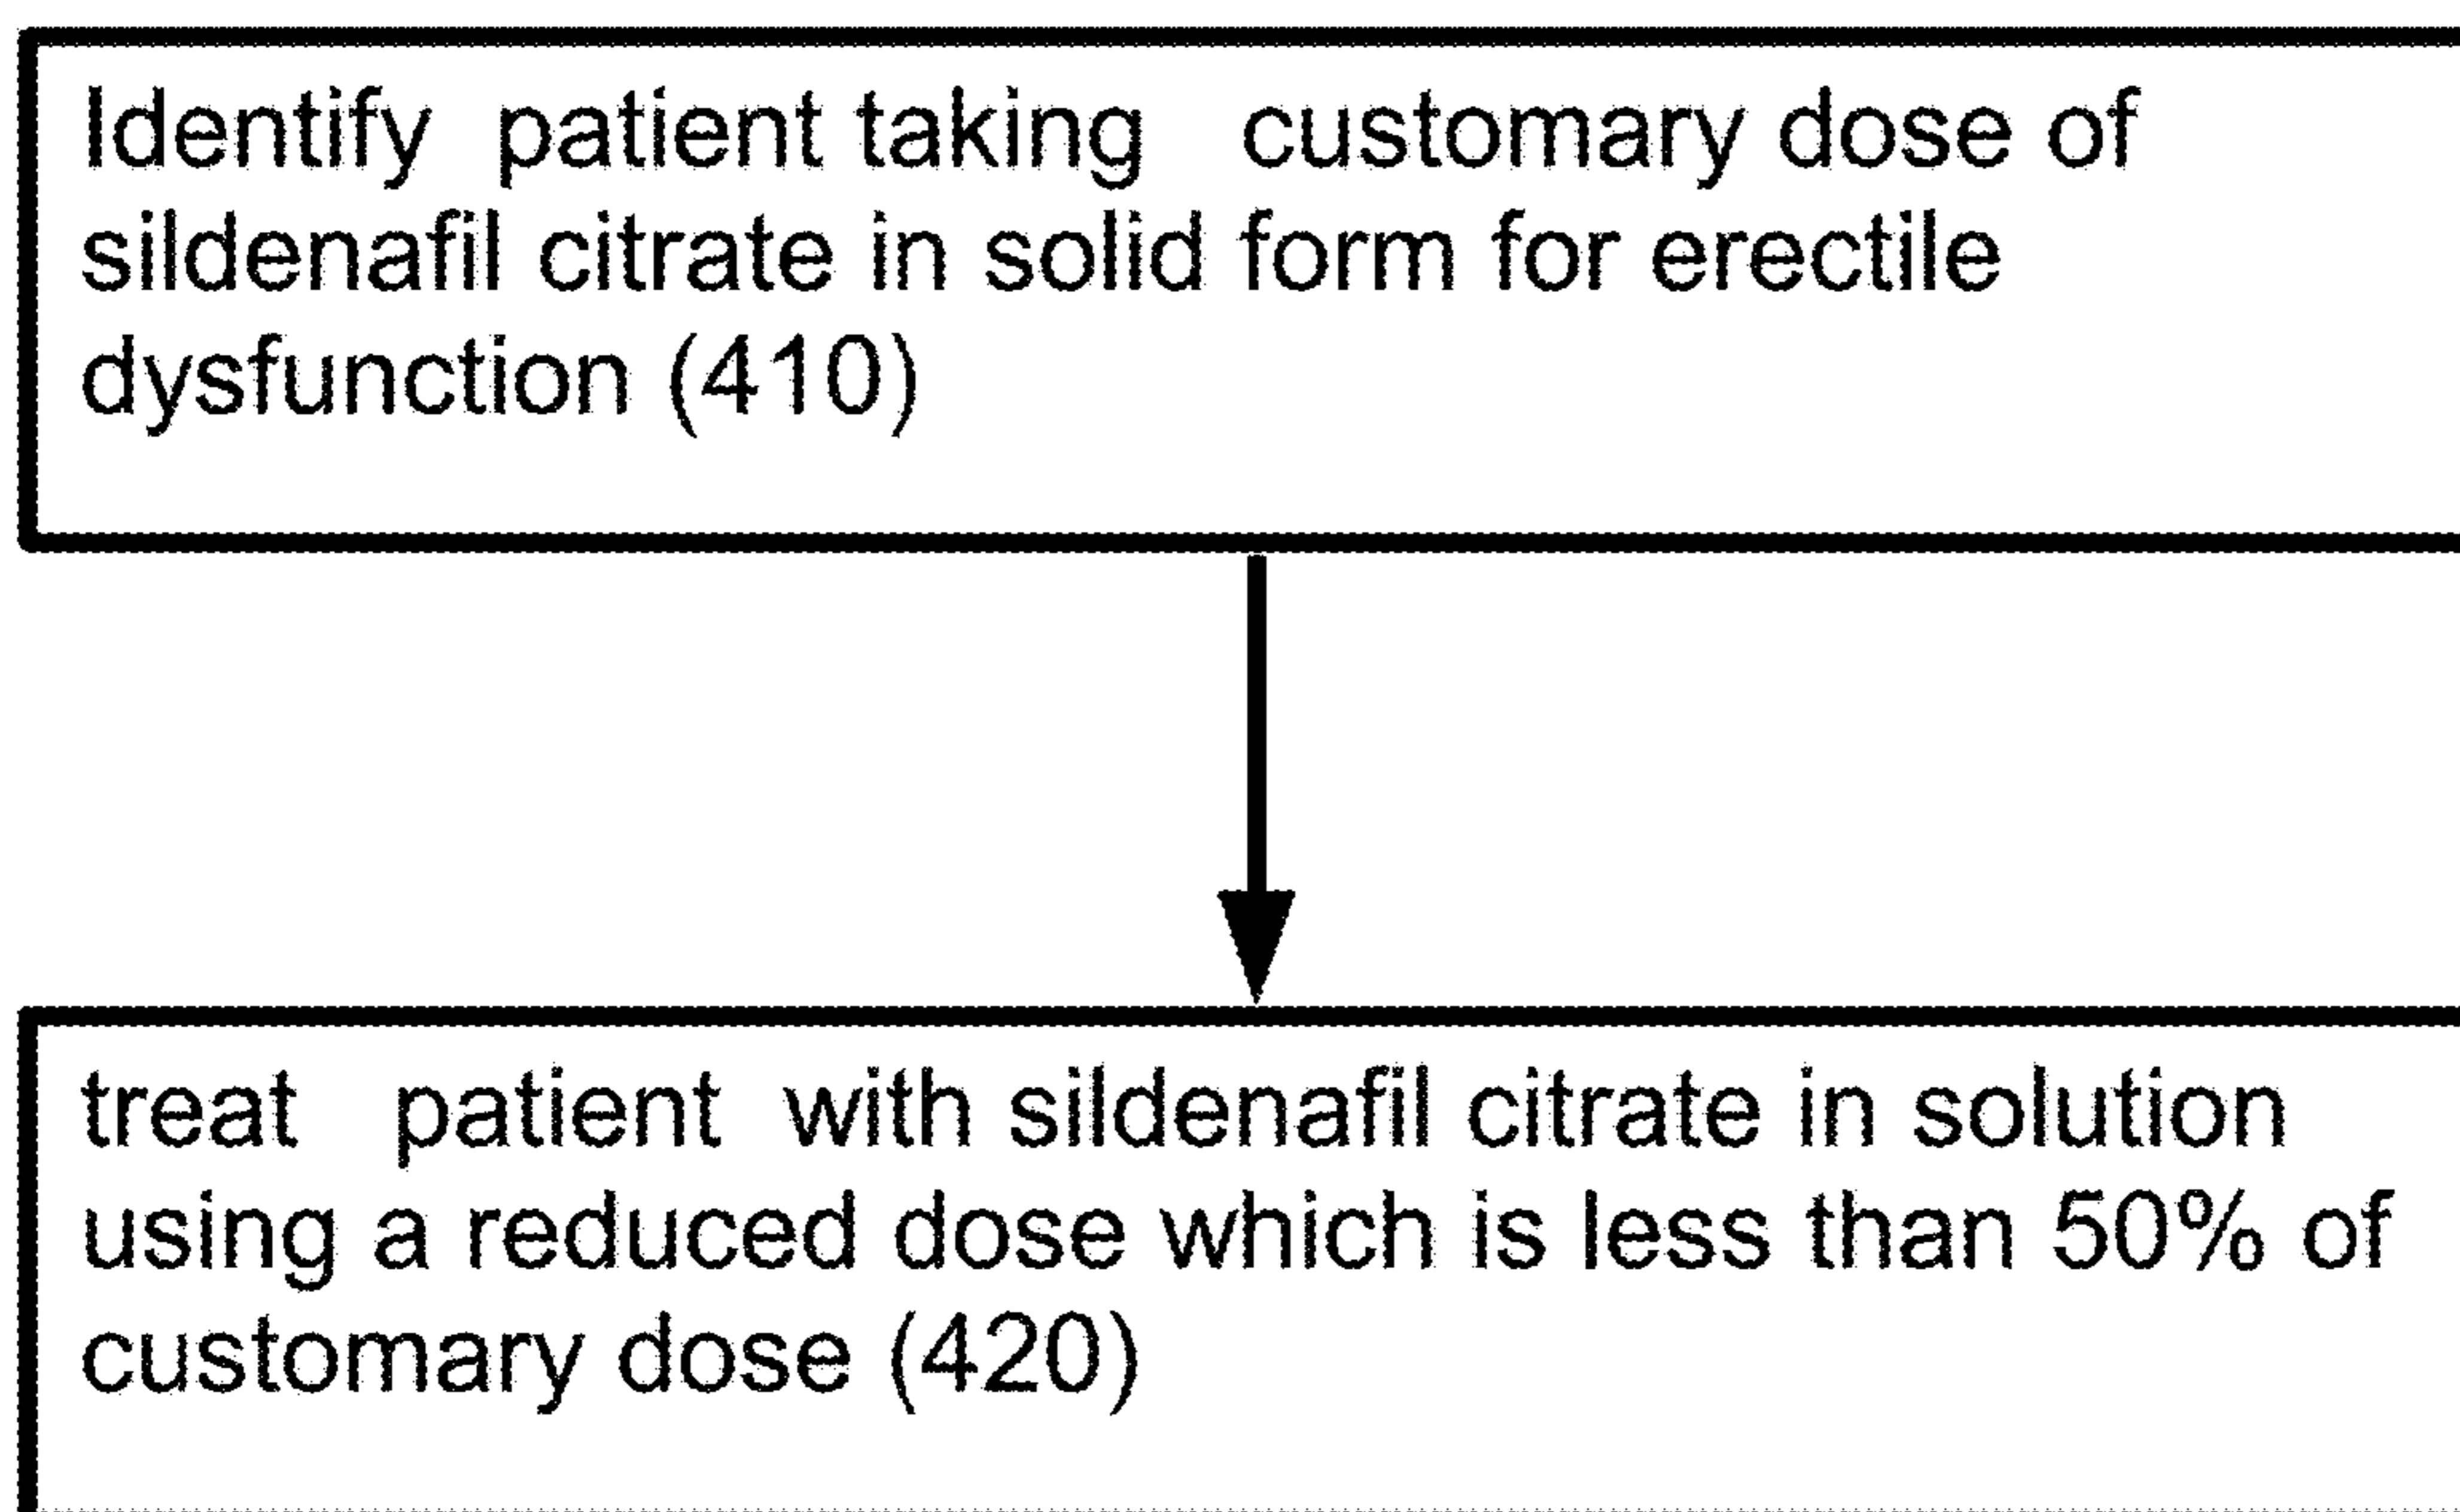 Identify patient taking customary dose of
sildenafil citrate in solid form for erectile
dysfunction (410)
treat patient with sildenafil citrate in solution
using a reduced dose which is less than 50% of
customary dose (420)